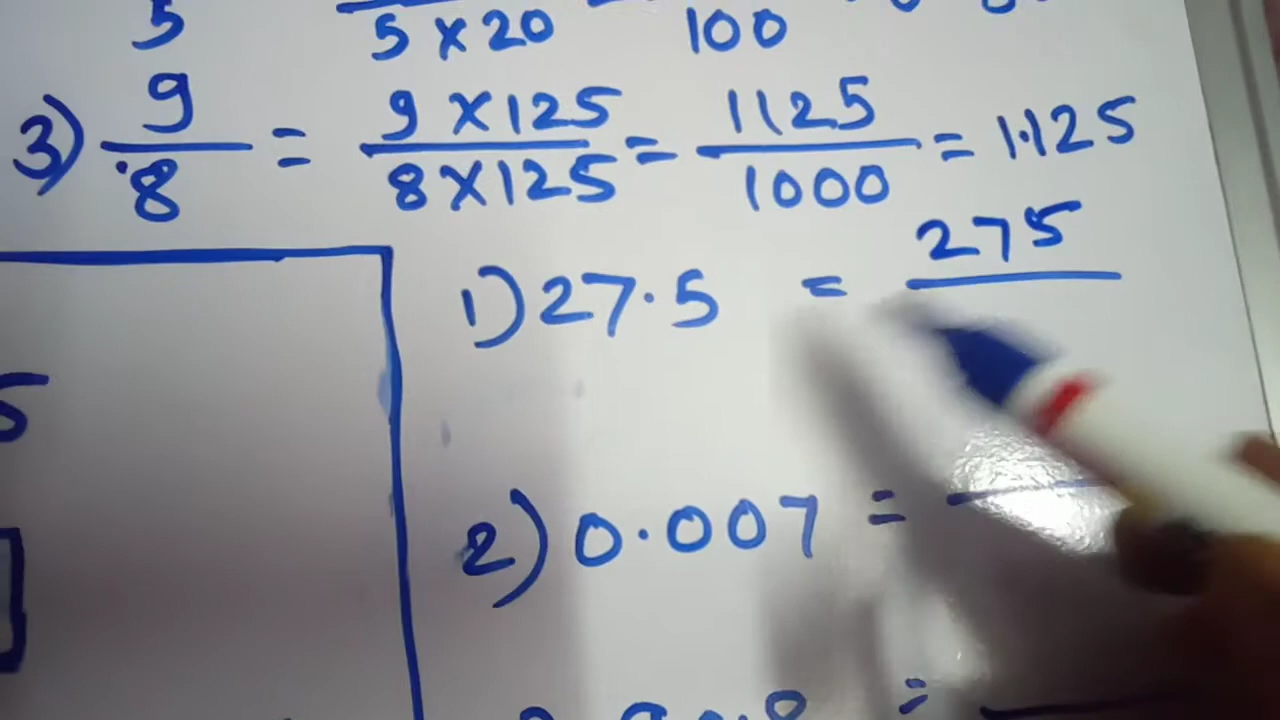 5
5 × 20
100
3) 9/8 = 9 × 125 / 8 × 125 = 1125/1000 = 1.125
1) 27.5 = 275
2) 0.007 =
=